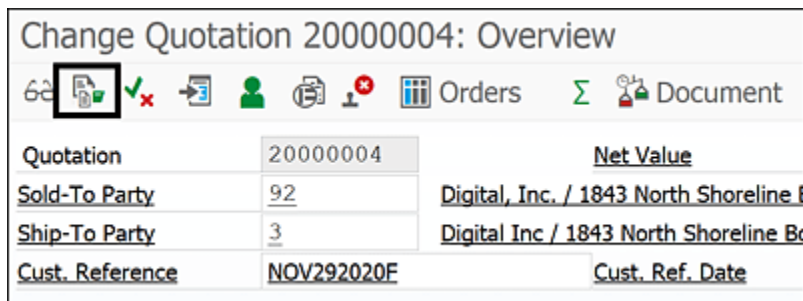 Change Quotation 20000004: Overview
Orders Σ Document
Quotation 20000004 Net Value
Sold-To Party 92 Digital, Inc. / 1843 North Shoreline
Ship-To Party 3 Digital Inc / 1843 North Shoreline
Cust. Reference NOV292020F Cust. Ref. Date